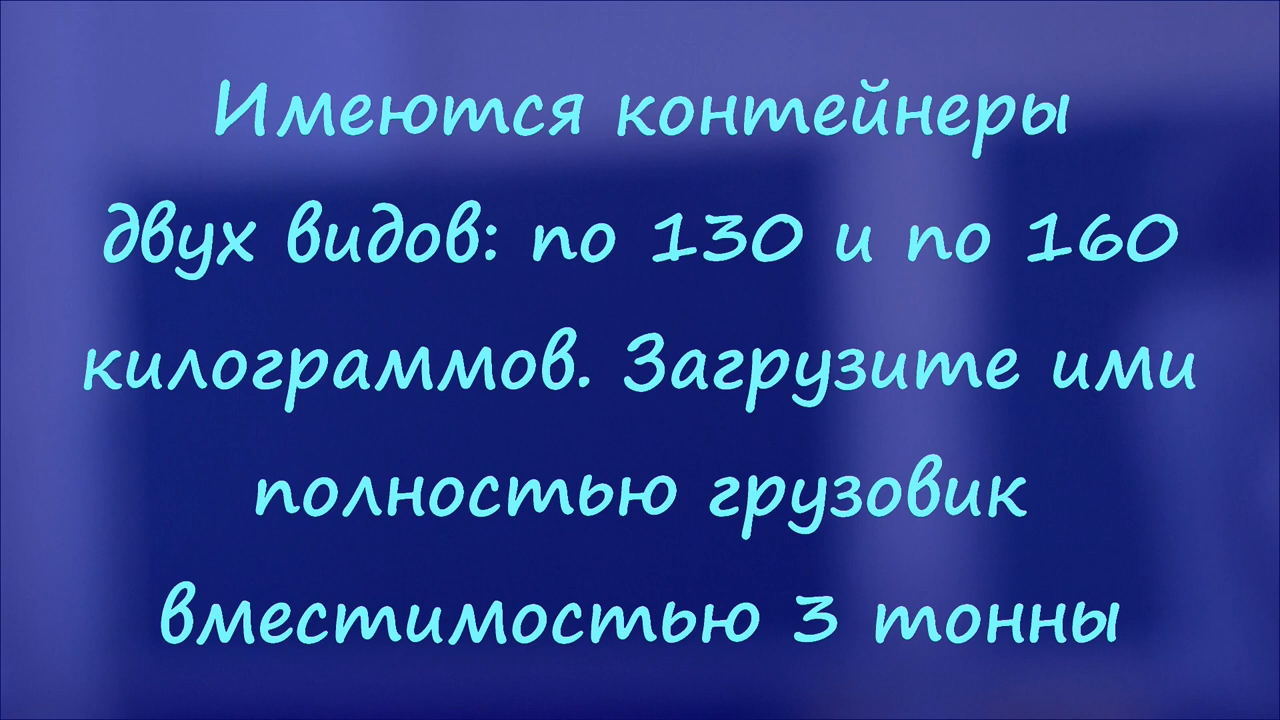 Имеются контейнеры
двух видов: по 130 и по 160
килограммов. Загрузите ими
полностью грузовик
вместимостью 3 тонны